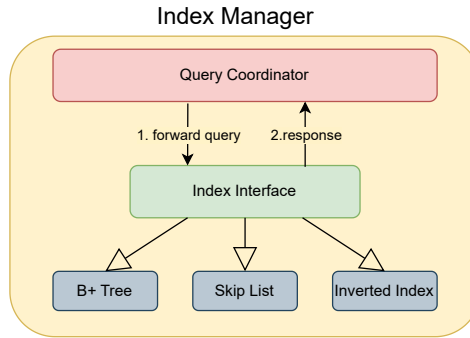 Index Manager
Query Coordinator
1. forward query
2.response
Index Interface
B+ Tree
Skip List
Inverted Index